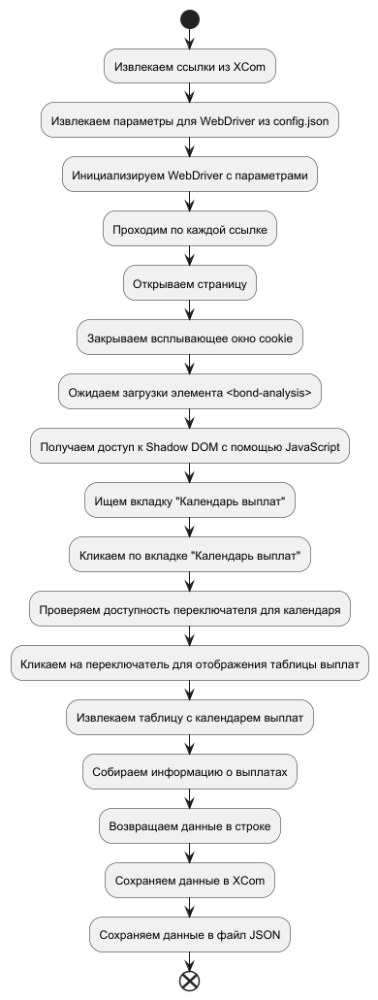 Извлекаем ссылки из XCom
Извлекаем параметры для WebDriver из config.json
Инициализируем WebDriver с параметрами
Проходим по каждой ссылке
Открываем страницу
Закрываем всплывающее окно cookie
Ожидаем загрузки элемента <bond-analysis>
Получаем доступ к Shadow DOM с помощью JavaScript
Ищем вкладку "Календарь выплат"
Кликаем по вкладке "Календарь выплат"
Проверяем доступность переключателя для календаря
Кликаем на переключатель для отображения таблицы выплат
Извлекаем таблицу с календарем выплат
Собираем информацию о выплатах
Возвращаем данные в строке
Сохраняем данные в XCom
Сохраняем данные в файл JSON